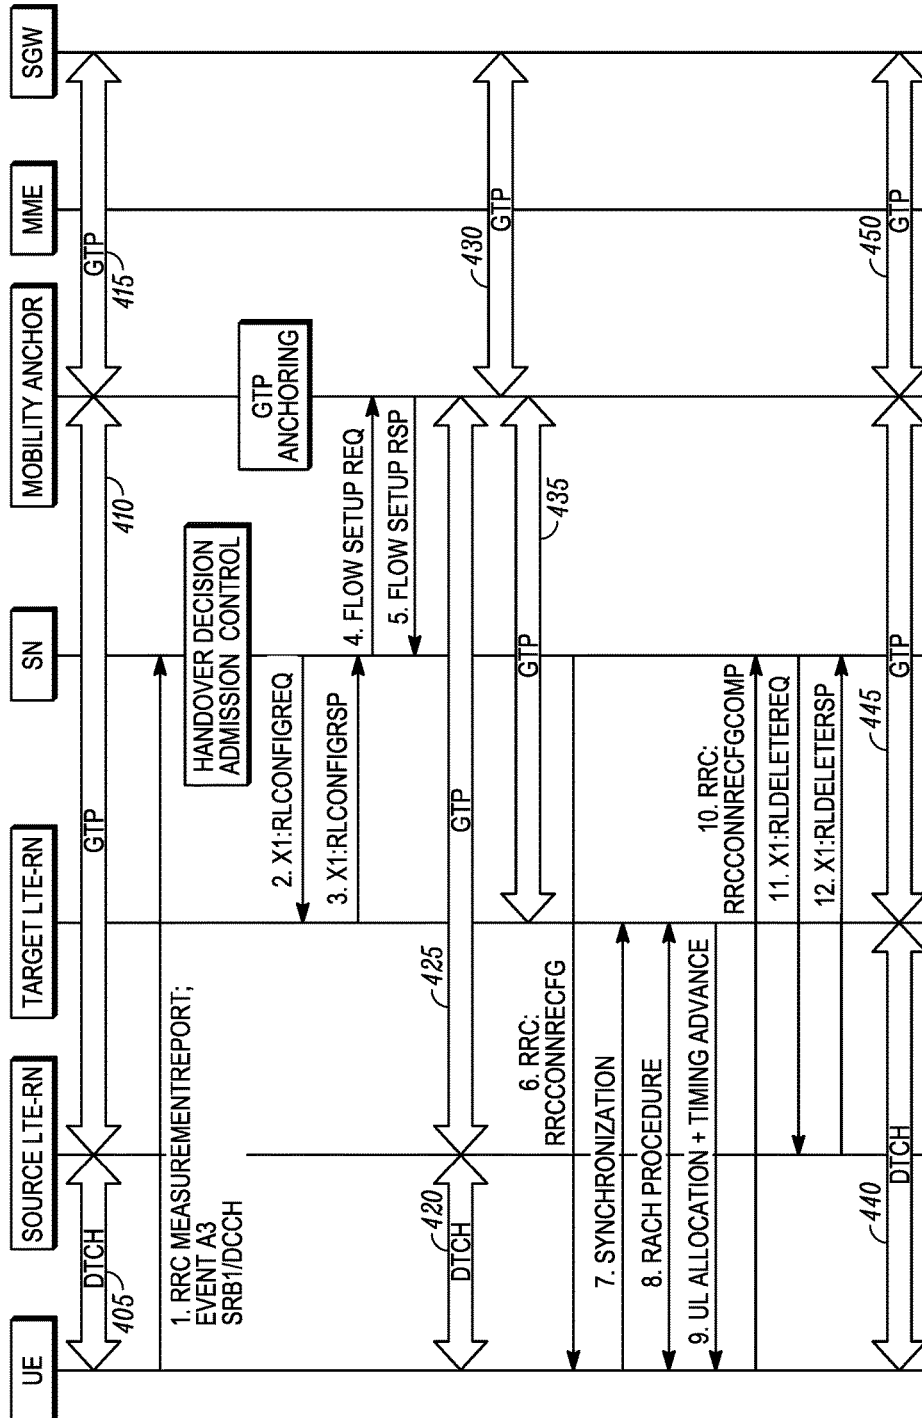 UE
SOURCE LTE-RN
TARGET LTE-RN
SN
MOBILITY ANCHOR
MME
SGW
DTCH
405
GTP
410
GTP
415
1. RRC MEASUREMENTREPORT;
EVENT A3
SRB1/DCCH
HANDOVER DECISION
ADMISSION CONTROL
GTP
ANCHORING
2. X1:RLCONFIGREQ
3. X1:RLCONFIGRSP
4. FLOW SETUP REQ
5. FLOW SETUP RSP
DTCH
420
425
GTP
430
GTP
GTP
435
6. RRC:
RRCCONNRECFG
7. SYNCHRONIZATION
8. RACH PROCEDURE
9. UL ALLOCATION + TIMING ADVANCE
10. RRC:
RRCCONNRECFGCOMP
11. X1:RLDELETEREQ
12. X1:RLDELETERSP
440
DTCH
445
GTP
450
GTP